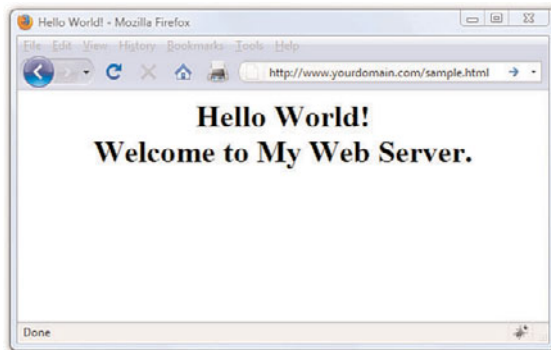 Hello World! - Mozilla Firefox
File Edit View History Bookmarks Tools Help
http://www.yourdomain.com/sample.html
Hello World!
Welcome to My Web Server.
Done